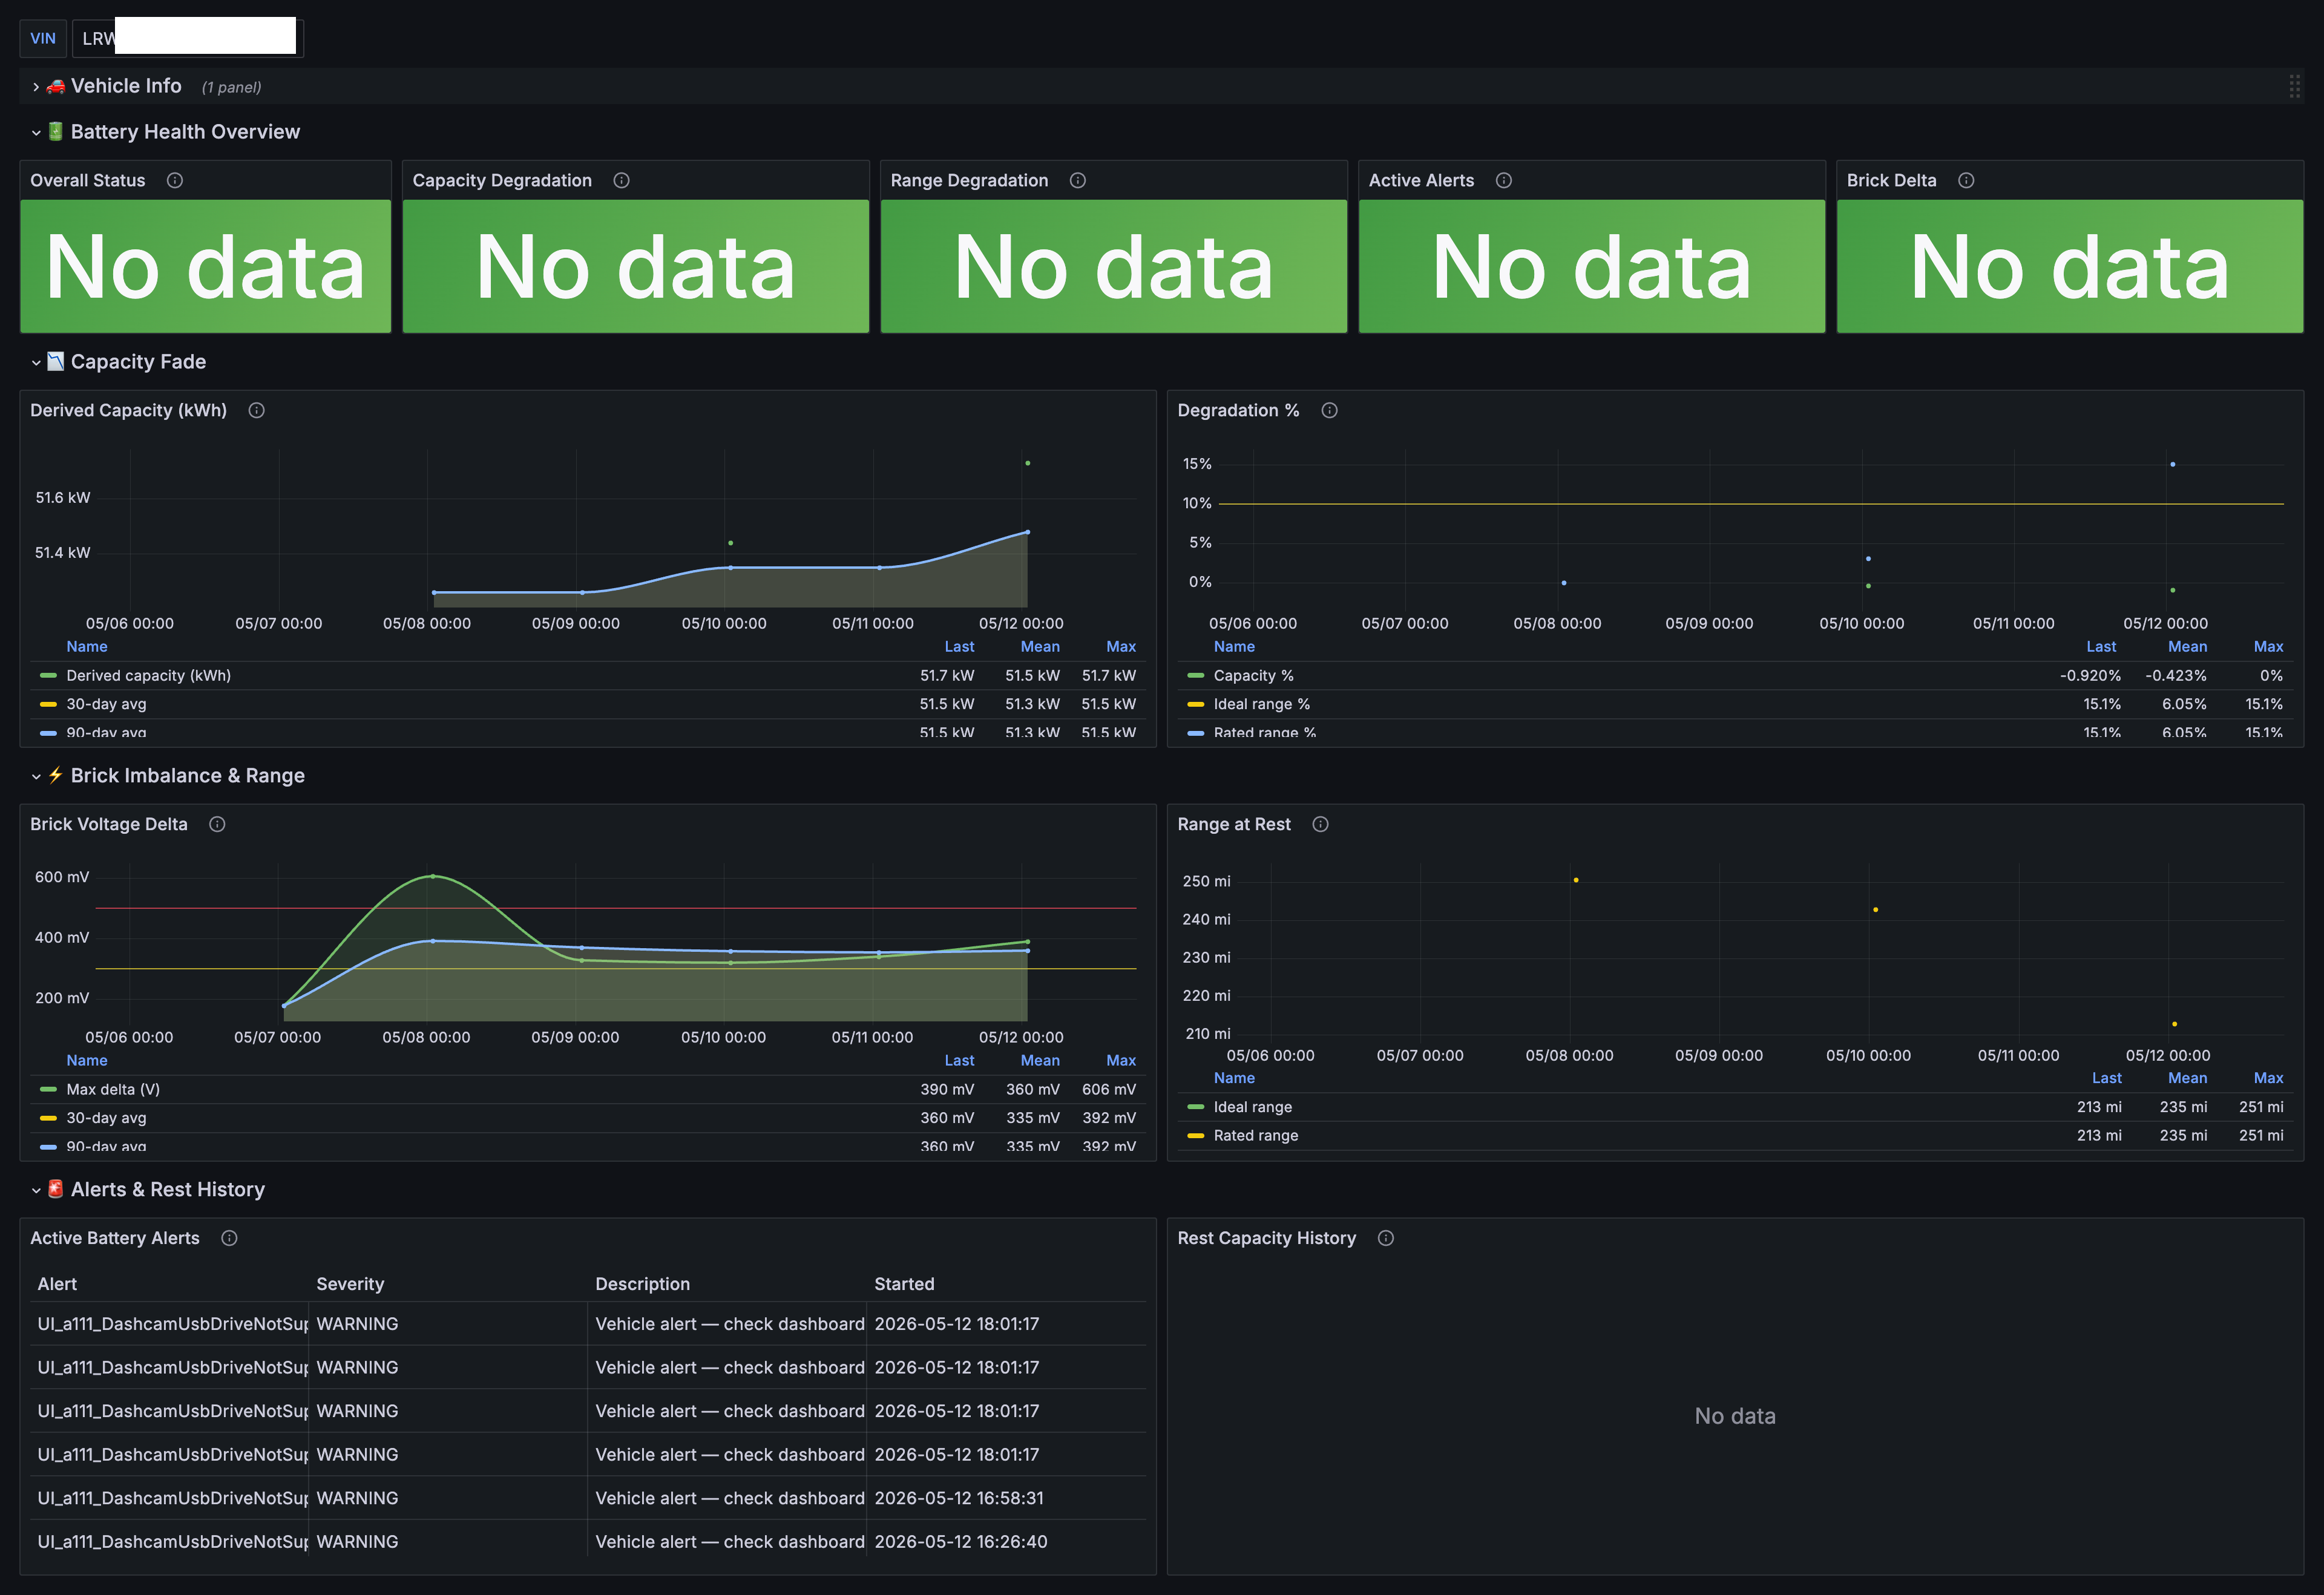 VIN LRW
Vehicle Info (1 panel)
Battery Health Overview
Overall Status
No data
Capacity Degradation
No data
Range Degradation
No data
Active Alerts
No data
Brick Delta
No data
Capacity Fade
Derived Capacity (kWh)
51.6 kW
51.4 kW
05/06 00:00 05/07 00:00 05/08 00:00 05/09 00:00 05/10 00:00 05/11 00:00 05/12 00:00
Name Last Mean Max
Derived capacity (kWh) 51.7 kW 51.5 kW 51.7 kW
30-day avg 51.5 kW 51.3 kW 51.5 kW
90-day avg 51.5 kW 51.3 kW 51.5 kW
Degradation %
15%
10%
5%
0%
05/06 00:00 05/07 00:00 05/08 00:00 05/09 00:00 05/10 00:00 05/11 00:00 05/12 00:00
Name Last Mean Max
Capacity % -0.920% -0.423% 0%
Ideal range % 15.1% 6.05% 15.1%
Rated range % 15.1% 6.05% 15.1%
Brick Imbalance & Range
Brick Voltage Delta
600 mV
400 mV
200 mV
05/06 00:00 05/07 00:00 05/08 00:00 05/09 00:00 05/10 00:00 05/11 00:00 05/12 00:00
Name Last Mean Max
Max delta (V) 390 mV 360 mV 606 mV
30-day avg 360 mV 335 mV 392 mV
90-day avg 360 mV 335 mV 392 mV
Range at Rest
250 mi
240 mi
230 mi
220 mi
210 mi
05/06 00:00 05/07 00:00 05/08 00:00 05/09 00:00 05/10 00:00 05/11 00:00 05/12 00:00
Name Last Mean Max
Ideal range 213 mi 235 mi 251 mi
Rated range 213 mi 235 mi 251 mi
Alerts & Rest History
Active Battery Alerts
Alert Severity Description Started
UI_a111_DashcamUsbDriveNotSup WARNING Vehicle alert — check dashboard 2026-05-12 18:01:17
UI_a111_DashcamUsbDriveNotSup WARNING Vehicle alert — check dashboard 2026-05-12 18:01:17
UI_a111_DashcamUsbDriveNotSup WARNING Vehicle alert — check dashboard 2026-05-12 18:01:17
UI_a111_DashcamUsbDriveNotSup WARNING Vehicle alert — check dashboard 2026-05-12 18:01:17
UI_a111_DashcamUsbDriveNotSup WARNING Vehicle alert — check dashboard 2026-05-12 16:58:31
UI_a111_DashcamUsbDriveNotSup WARNING Vehicle alert — check dashboard 2026-05-12 16:26:40
Rest Capacity History
No data